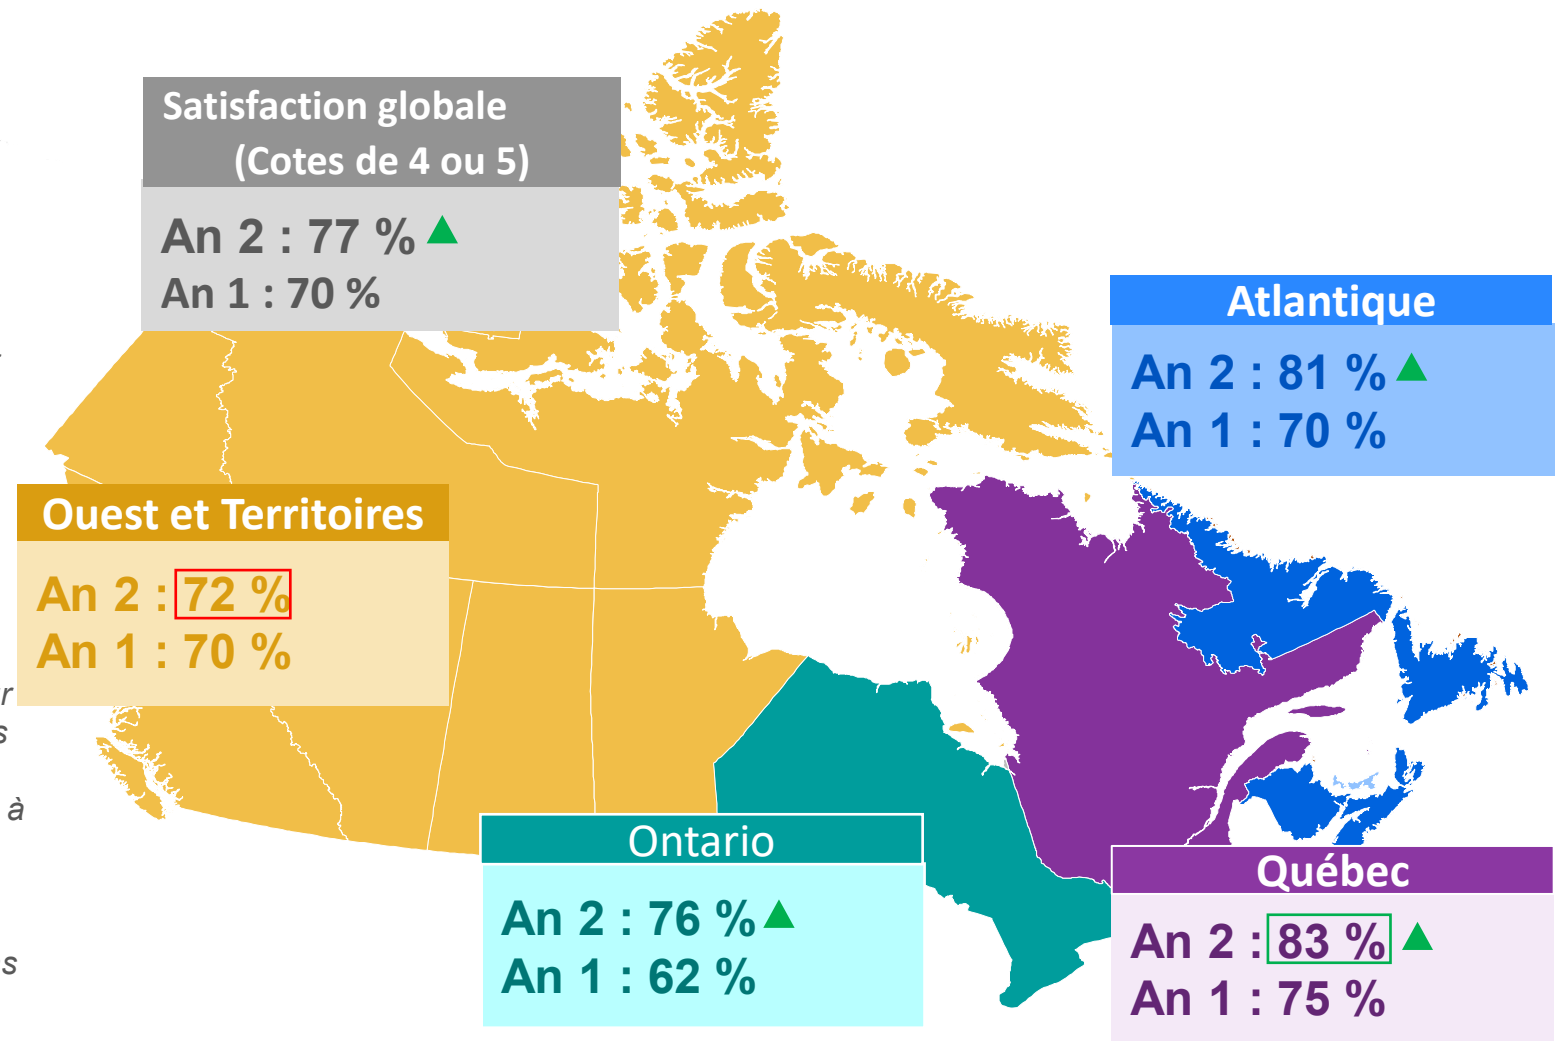 Satisfaction globale
(Cotes de 4 ou 5)
An 2 : 77 %
An 1 : 70 %
Atlantique
An 2 : 81 %
An 1 : 70 %
Ouest et Territoires
An 2 : 72 %
An 1 : 70 %
à
Ontario
An 2 : 76 %
An 1 : 62 %
Québec
An 2 : 83 %
An 1 : 75 %